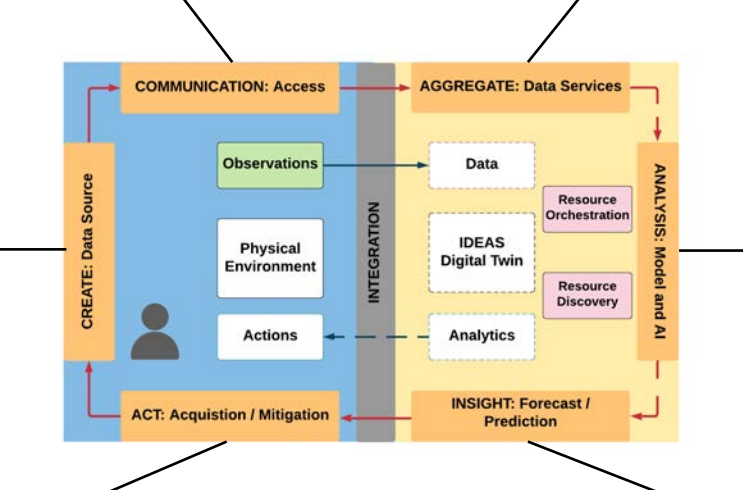 COMMUNICATION: Access
AGGREGATE: Data Services
Observations
Data
Resource
Orchestration
Physical
Environment
IDEAS
Digital Twin
Resource
Discovery
Actions
Analytics
CREATE: Data Source
INTEGRATION
ANALYSIS: Model and AI
ACT: Acquistion / Mitigation
INSIGHT: Forecast /
Prediction